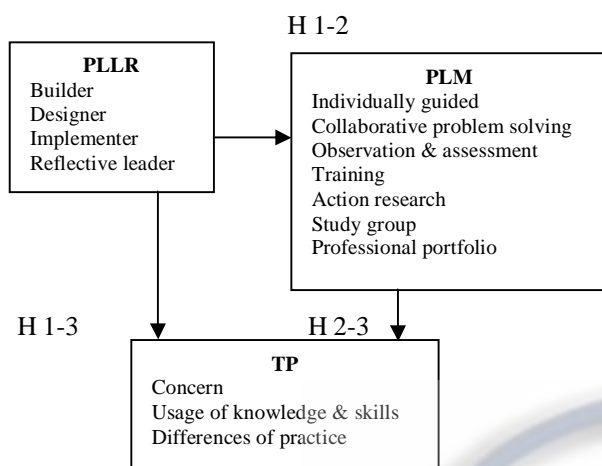 H 1-2
PLLR
Builder
Designer
Implementer
Reflective leader
PLM
Individually guided
Collaborative problem solving
Observation & assessment
Training
Action research
Study group
Professional portfolio
H 1-3
H 2-3
TP
Concern
Usage of knowledge & skills
Differences of practice